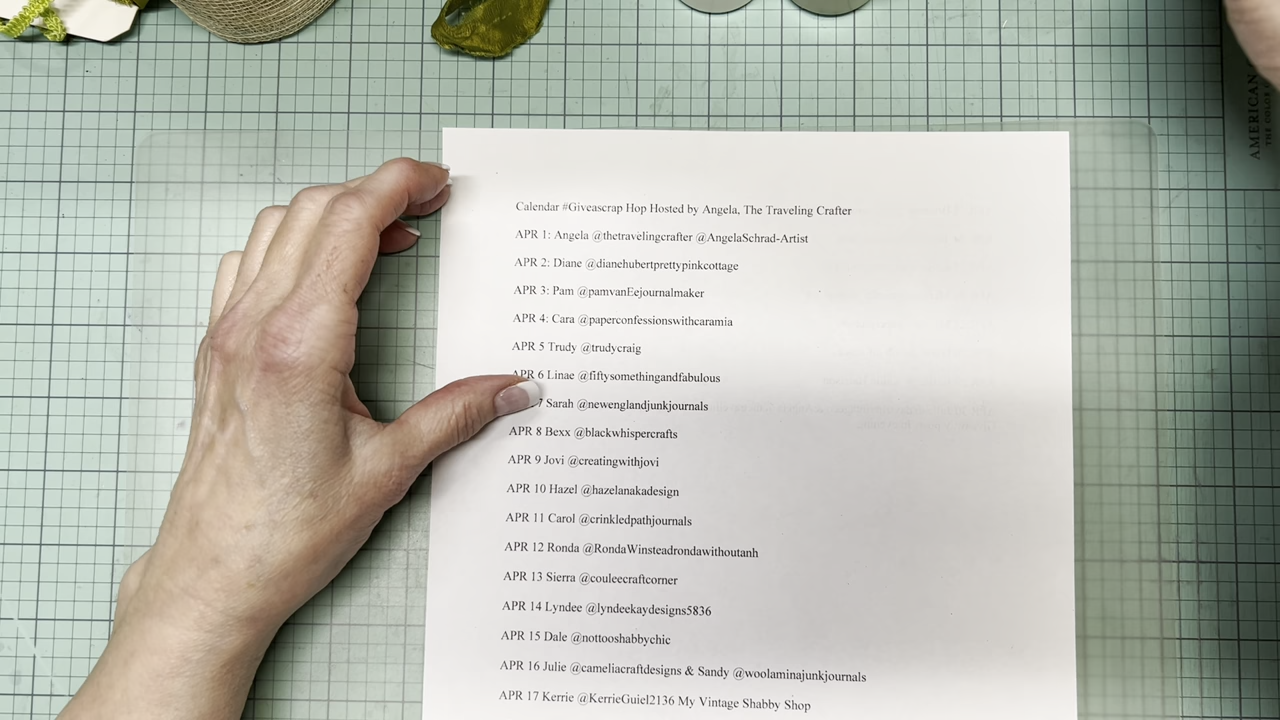 Calendar #Giveascrap Hop Hosted by Angela, The Traveling Crafter
APR 1: Angela @thetravelingcrafter @AngelaSchrad-Artist
APR 2: Diane @dianehubertprettypinkcottage
APR 3: Pam @pamvanEejournalmaker
APR 4: Cara @paperconfessionswithcaramia
APR 5 Trudy @trudycraig
APR 6 Linae @fiftysomethingandfabulous
7 Sarah @newenglandjunkjournals
APR 8 Bexx @blackwhispercrafts
APR 9 Jovi @creatingwithjovi
APR 10 Hazel @hazelanakadesign
APR 11 Carol @crinkledpathjournals
APR 12 Ronda @RondaWinsteadrondawithoutanh
APR 13 Sierra @couleecraftcorner
APR 14 Lyndee @lyndeekaydesigns5836
APR 15 Dale @nottooshabbychic
APR 16 Julie @cameliacraftdesigns & Sandy @woolaminajunkjournals
APR 17 Kerrie @KerrieGuiel2136 My Vintage Shabby Shop
AMERICAN
THE COLOR